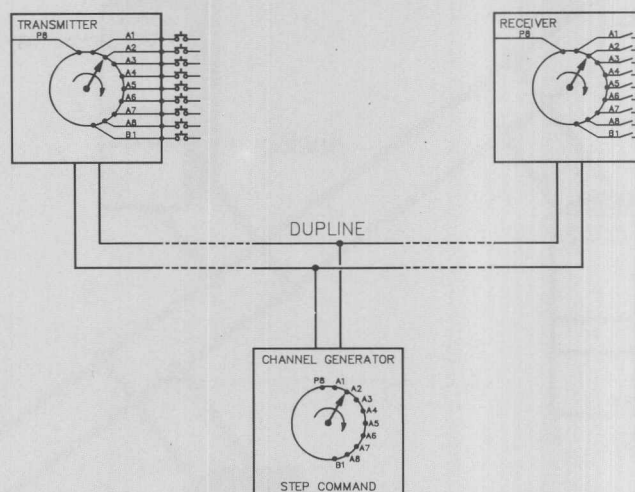 TRANSMITTER
P8
A1
A2
A3
A4
A5
A6
A7
A8
B1
RECEIVER
P8
A1
A2
A3
A4
A5
A6
A7
A8
B1
DUPLINE
CHANNEL GENERATOR
P8
A1
A2
A3
A4
A5
A6
A7
A8
B1
STEP COMMAND